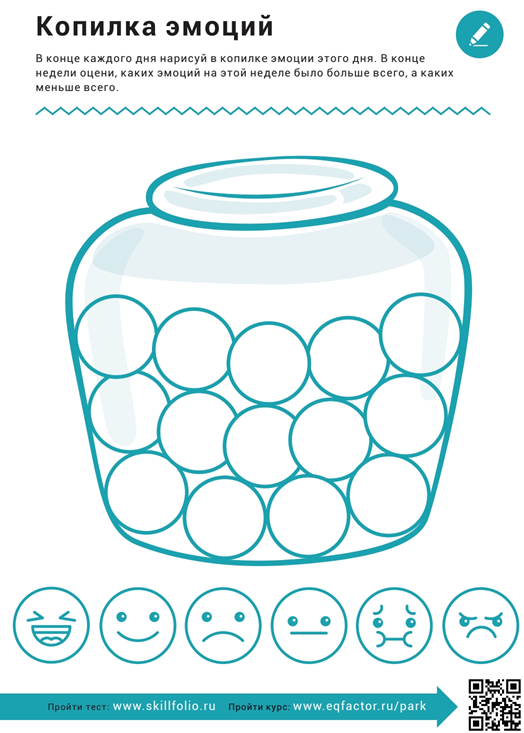 Копилка эмоций
В конце каждого дня нарисуй в копилке эмоции этого дня. В конце
недели оцени, каких эмоций на этой неделе было больше всего, а каких
меньше всего.
Пройти тест: www.skillfolio.ru Пройти курс: www.eqfactor.ru/park